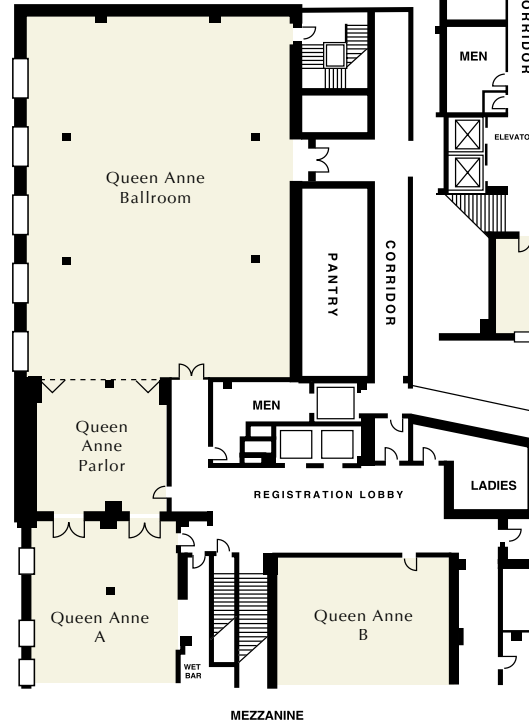 CORRIDOR
MEN
ELEVATO
Queen Anne
Ballroom
PANTRY
CORRIDOR
MEN
Queen
Anne
Parlor
REGISTRATION LOBBY
LADIES
Queen Anne
A
Queen Anne
B
WET
BAR
MEZZANINE